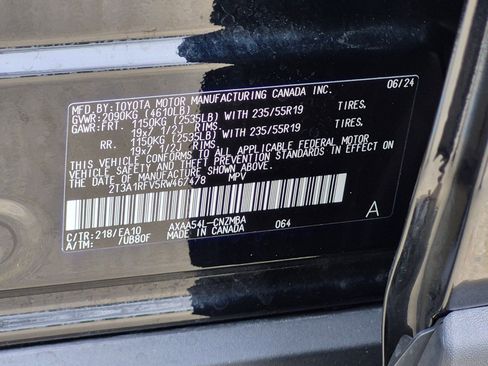 MFD. BY: TOYOTA MOTOR MANUFACTURING CANADA INC. 06/24
GVWR: 2090KG (4610LB)
GAWR: FRT. 1150KG (2535LB) WITH 235/55R19 TIRES,
19x7 1/2J RIMS.
RR. 1150KG (2535LB) WITH 235/55R19 TIRES,
19x7 1/2J RIMS.
THIS VEHICLE CONFORMS TO ALL APPLICABLE FEDERAL MOTOR
VEHICLE SAFETY AND THEFT PREVENTION STANDARDS IN EFFECT ON
THE DATE OF MANUFACTURE SHOWN ABOVE.
2T3A1RFV5RW467478 MPV
C/TR: 218/EA10 AXAA54L-CNZMBA 064 A
A/TM: /UB80F MADE IN CANADA